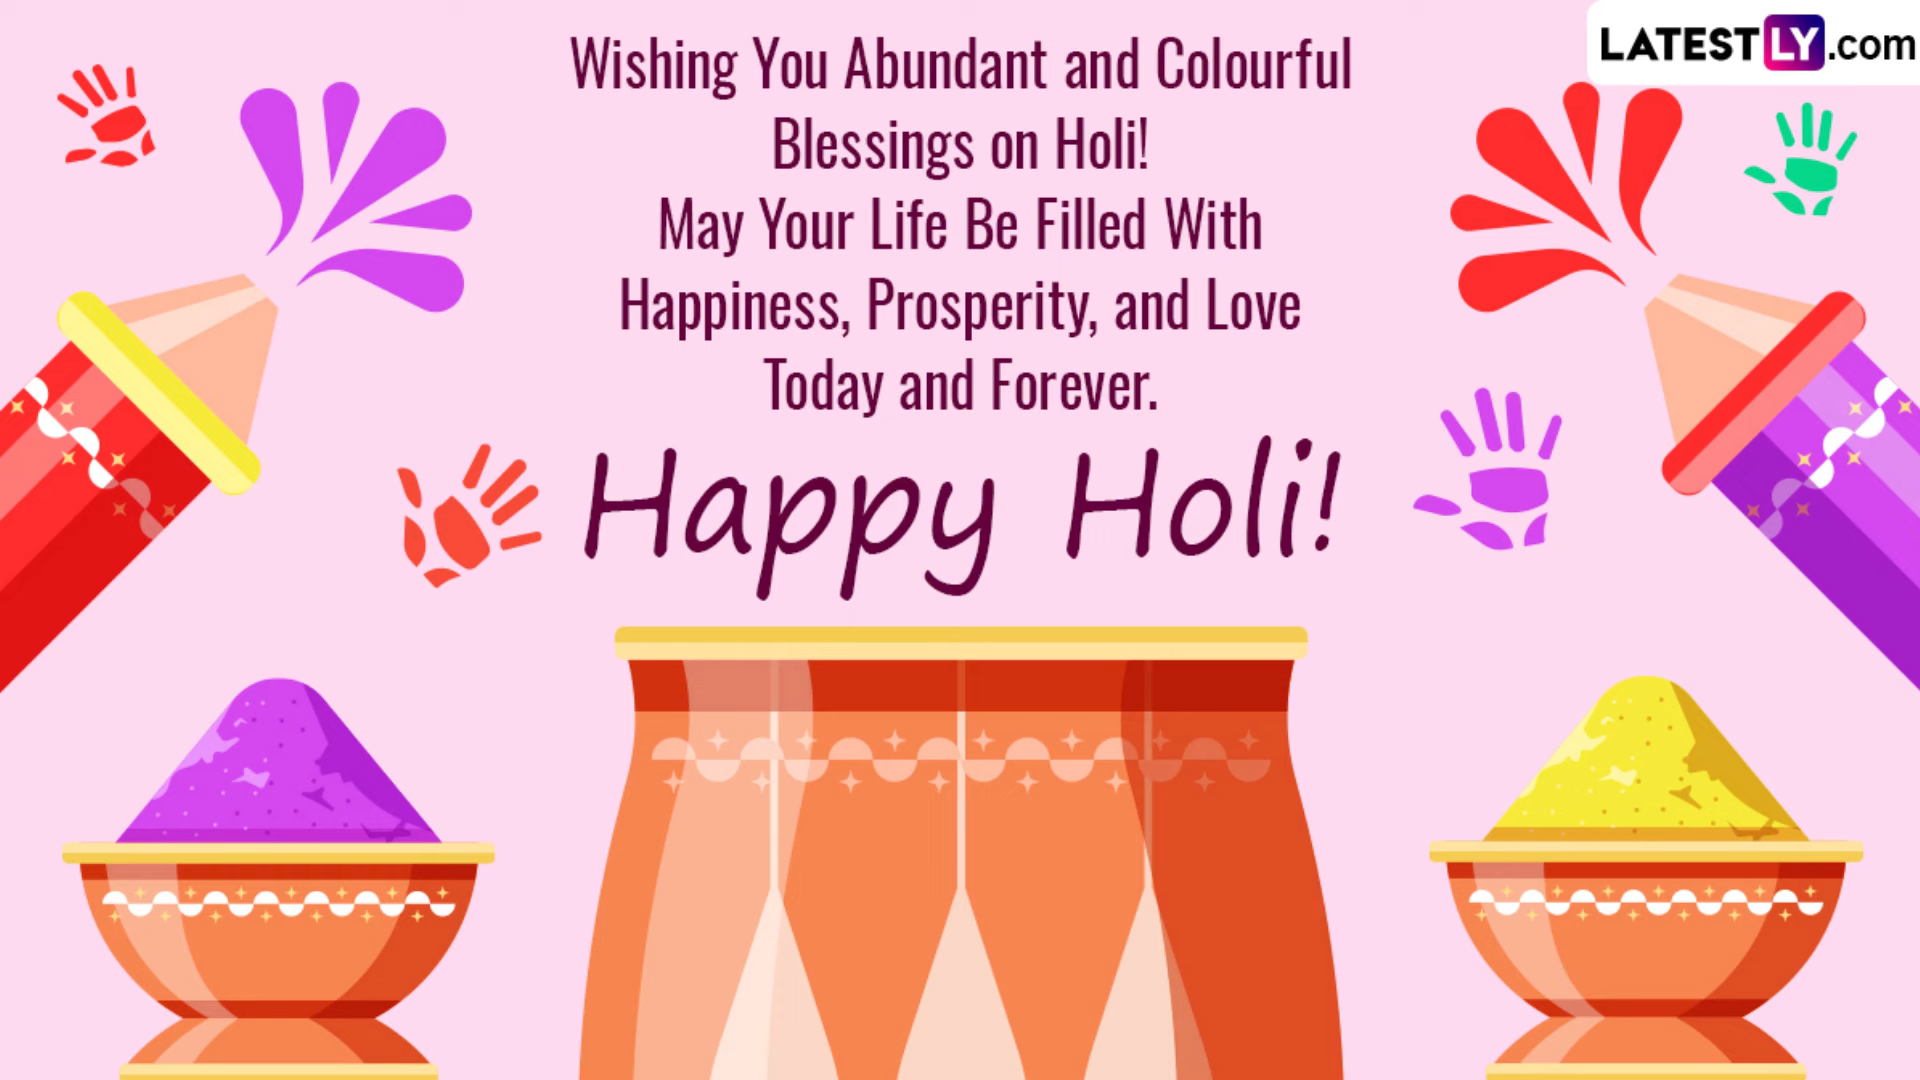 LATESTLY.com
Wishing You Abundant and Colourful
Blessings on Holi!
May Your Life Be Filled With
Happiness, Prosperity, and Love
Today and Forever.
Happy Holi!